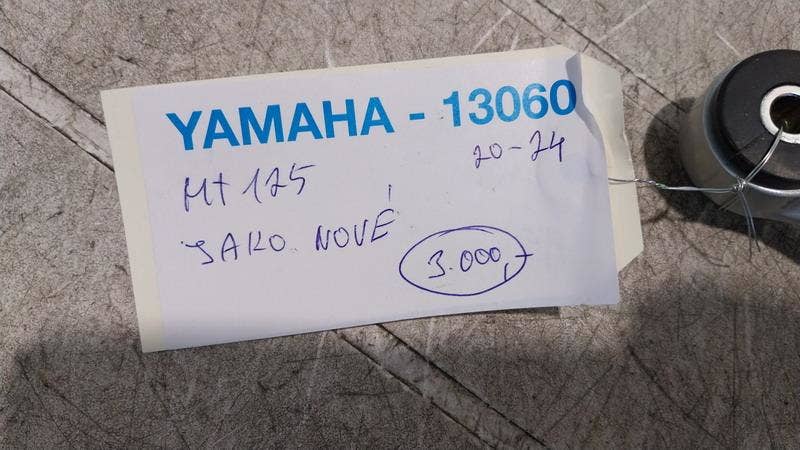 YAMAHA - 13060
Mt 125 20-24
JAKO NOVÉ
3.000,-